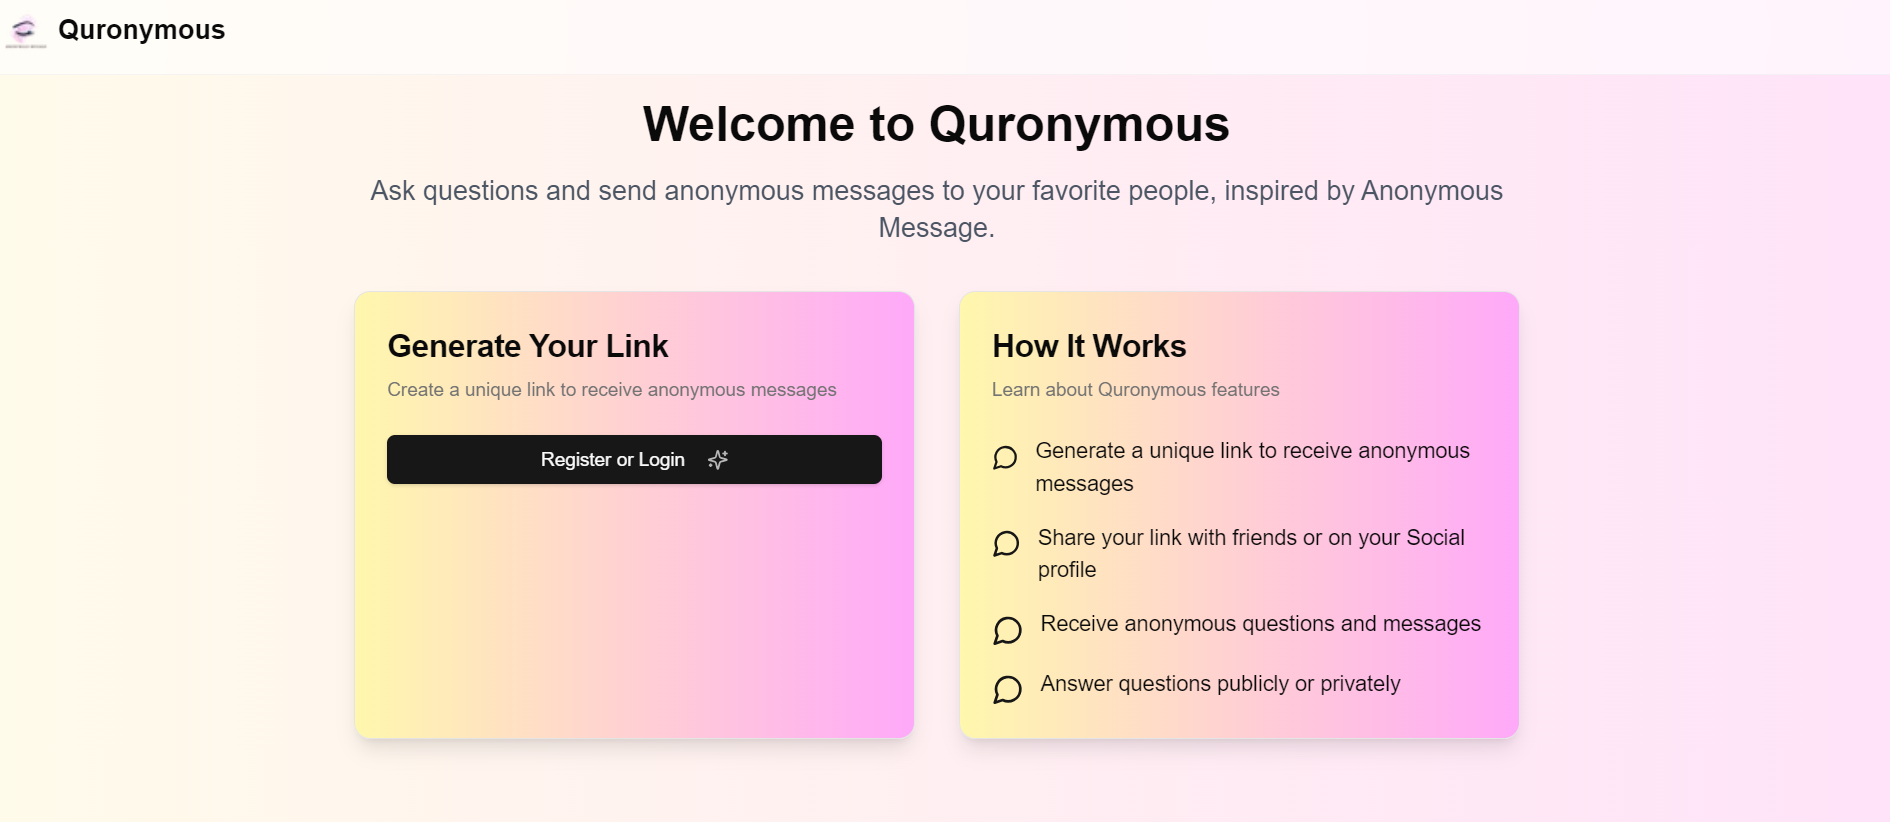 Quronymous
Welcome to Quronymous
Ask questions and send anonymous messages to your favorite people, inspired by Anonymous
Message.
Generate Your Link
Create a unique link to receive anonymous messages
Register or Login
How It Works
Learn about Quronymous features
Generate a unique link to receive anonymous
messages
Share your link with friends or on your Social
profile
Receive anonymous questions and messages
Answer questions publicly or privately